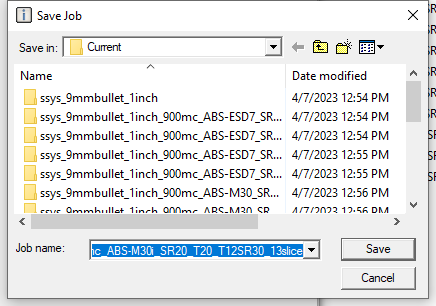 Save Job
Save in: Current
Name Date modified
ssys_9mmbullet_1inch 4/7/2023 12:54 PM
ssys_9mmbullet_1inch_900mc_ABS-ESD7_SR... 4/7/2023 12:54 PM
ssys_9mmbullet_1inch_900mc_ABS-ESD7_SR... 4/7/2023 12:54 PM
ssys_9mmbullet_1inch_900mc_ABS-ESD7_SR... 4/7/2023 12:55 PM
ssys_9mmbullet_1inch_900mc_ABS-ESD7_SR... 4/7/2023 12:55 PM
ssys_9mmbullet_1inch_900mc_ABS-M30_SR... 4/7/2023 12:56 PM
ssys_9mmbullet_1inch_900mc_ABS-M30_SR... 4/7/2023 12:56 PM
Job name: nc_ABS-M30i_SR20_T20_T12SR30_13slice Save
Cancel